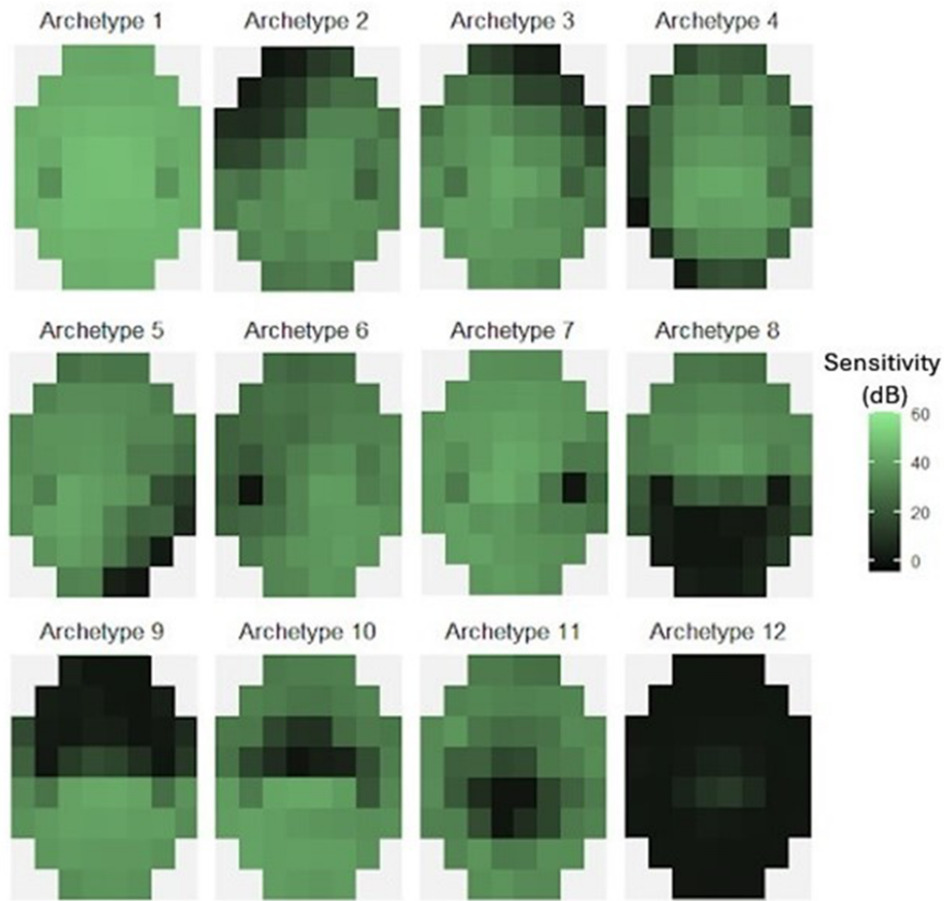 Archetype 1
Archetype 2
Archetype 3
Archetype 4
Archetype 5
Archetype 6
Archetype 7
Archetype 8
Sensitivity
(dB)
60
40
20
0
Archetype 9
Archetype 10
Archetype 11
Archetype 12